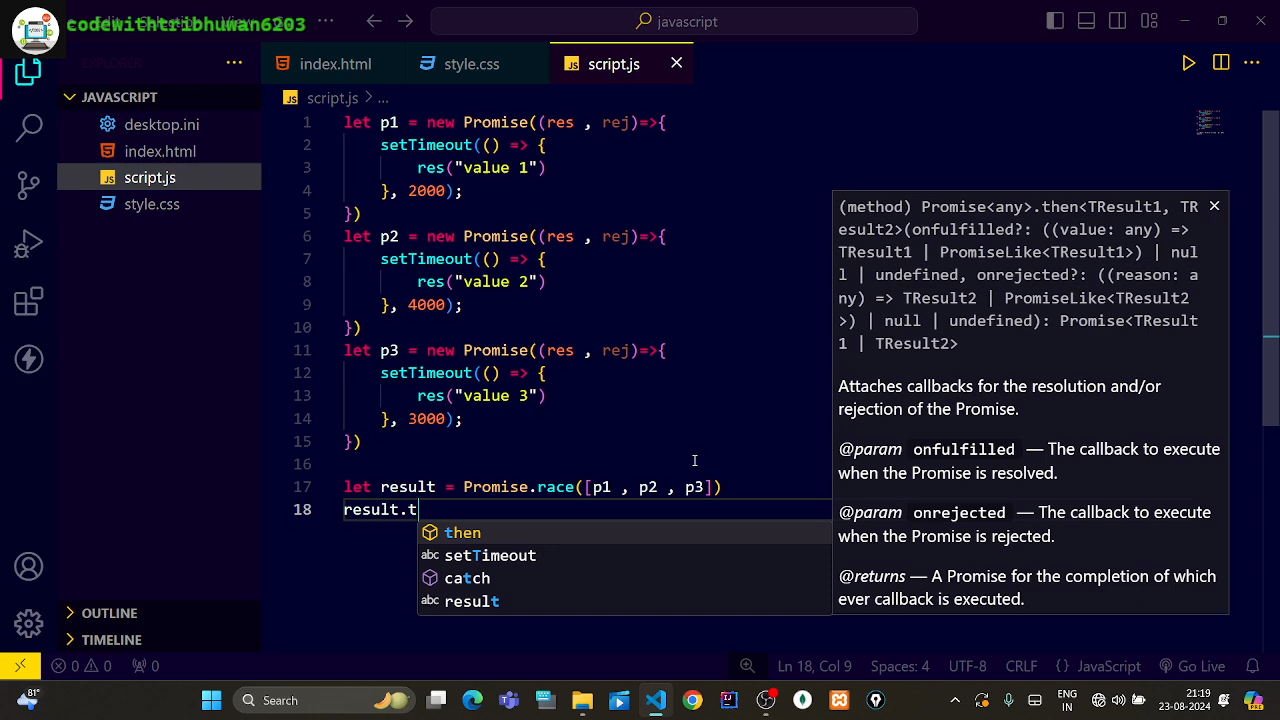 codewithtribhuwan6203
javascript
EXPLORER
index.html
style.css
script.js
JAVASCRIPT
script.js > ...
desktop.ini
index.html
script.js
style.css
1 let p1 = new Promise((res , rej)=>{
2 setTimeout(() => {
3 res("value 1")
4 }, 2000);
5 })
6 let p2 = new Promise((res , rej)=>{
7 setTimeout(() => {
8 res("value 2")
9 }, 4000);
10 })
11 let p3 = new Promise((res , rej)=>{
12 setTimeout(() => {
13 res("value 3")
14 }, 3000);
15 })
16
17 let result = Promise.race([p1 , p2 , p3])
18 result.t
then
setTimeout
catch
result
(method) Promise<any>.then<TResult1, TR
esult2>(onfulfilled?: ((value: any) =>
TResult1 | PromiseLike<TResult1>) | nul
l | undefined, onrejected?: ((reason: a
ny) => TResult2 | PromiseLike<TResult2
>) | null | undefined): Promise<TResult
1 | TResult2>
Attaches callbacks for the resolution and/or
rejection of the Promise.
@param onfulfilled — The callback to execute
when the Promise is resolved.
@param onrejected — The callback to execute
when the Promise is rejected.
@returns — A Promise for the completion of which
ever callback is executed.
OUTLINE
TIMELINE
0 0 0
Ln 18, Col 9 Spaces: 4 UTF-8 CRLF {} JavaScript Go Live
81°
Search
ENG
IN
21:19
23-08-2024